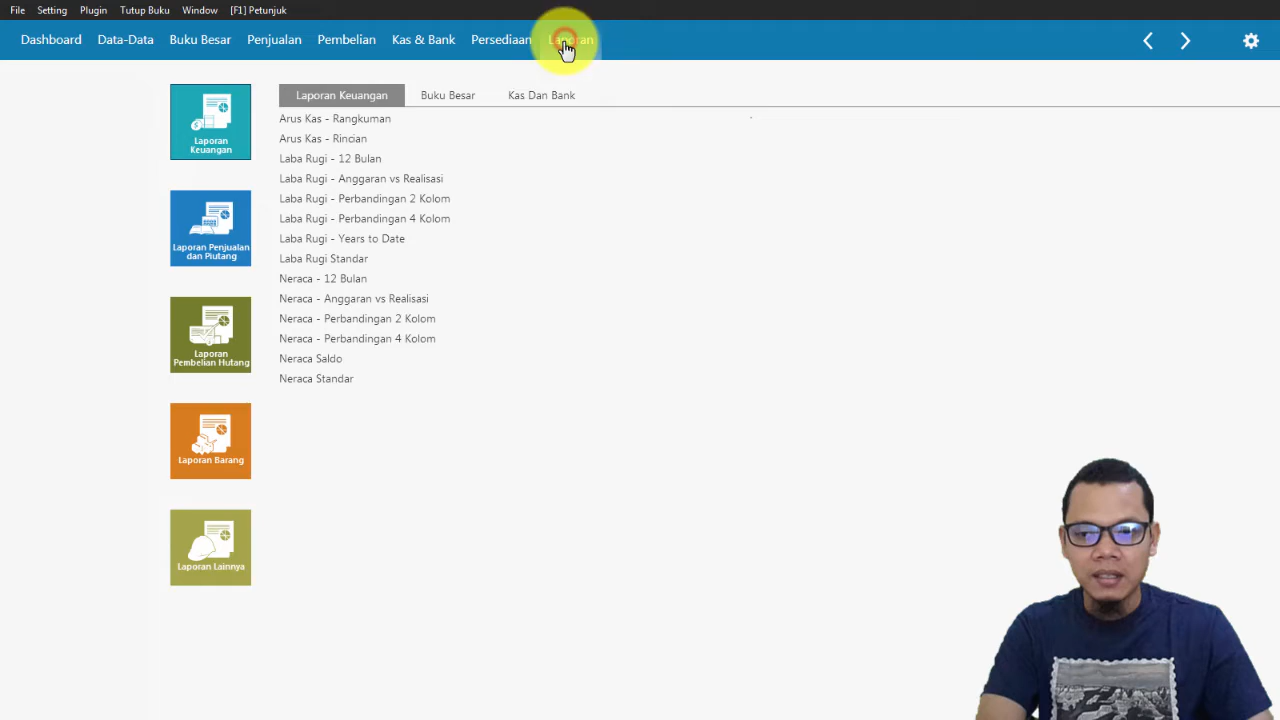 File Setting Plugin Tutup Buku Window [F1] Petunjuk
Dashboard Data-Data Buku Besar Penjualan Pembelian Kas & Bank Persediaan Laporan
Laporan Keuangan
Laporan Penjualan dan Piutang
Laporan Pembelian Hutang
Laporan Barang
Laporan Lainnya
Laporan Keuangan Buku Besar Kas Dan Bank
Arus Kas - Rangkuman
Arus Kas - Rincian
Laba Rugi - 12 Bulan
Laba Rugi - Anggaran vs Realisasi
Laba Rugi - Perbandingan 2 Kolom
Laba Rugi - Perbandingan 4 Kolom
Laba Rugi - Years to Date
Laba Rugi Standar
Neraca - 12 Bulan
Neraca - Anggaran vs Realisasi
Neraca - Perbandingan 2 Kolom
Neraca - Perbandingan 4 Kolom
Neraca Saldo
Neraca Standar